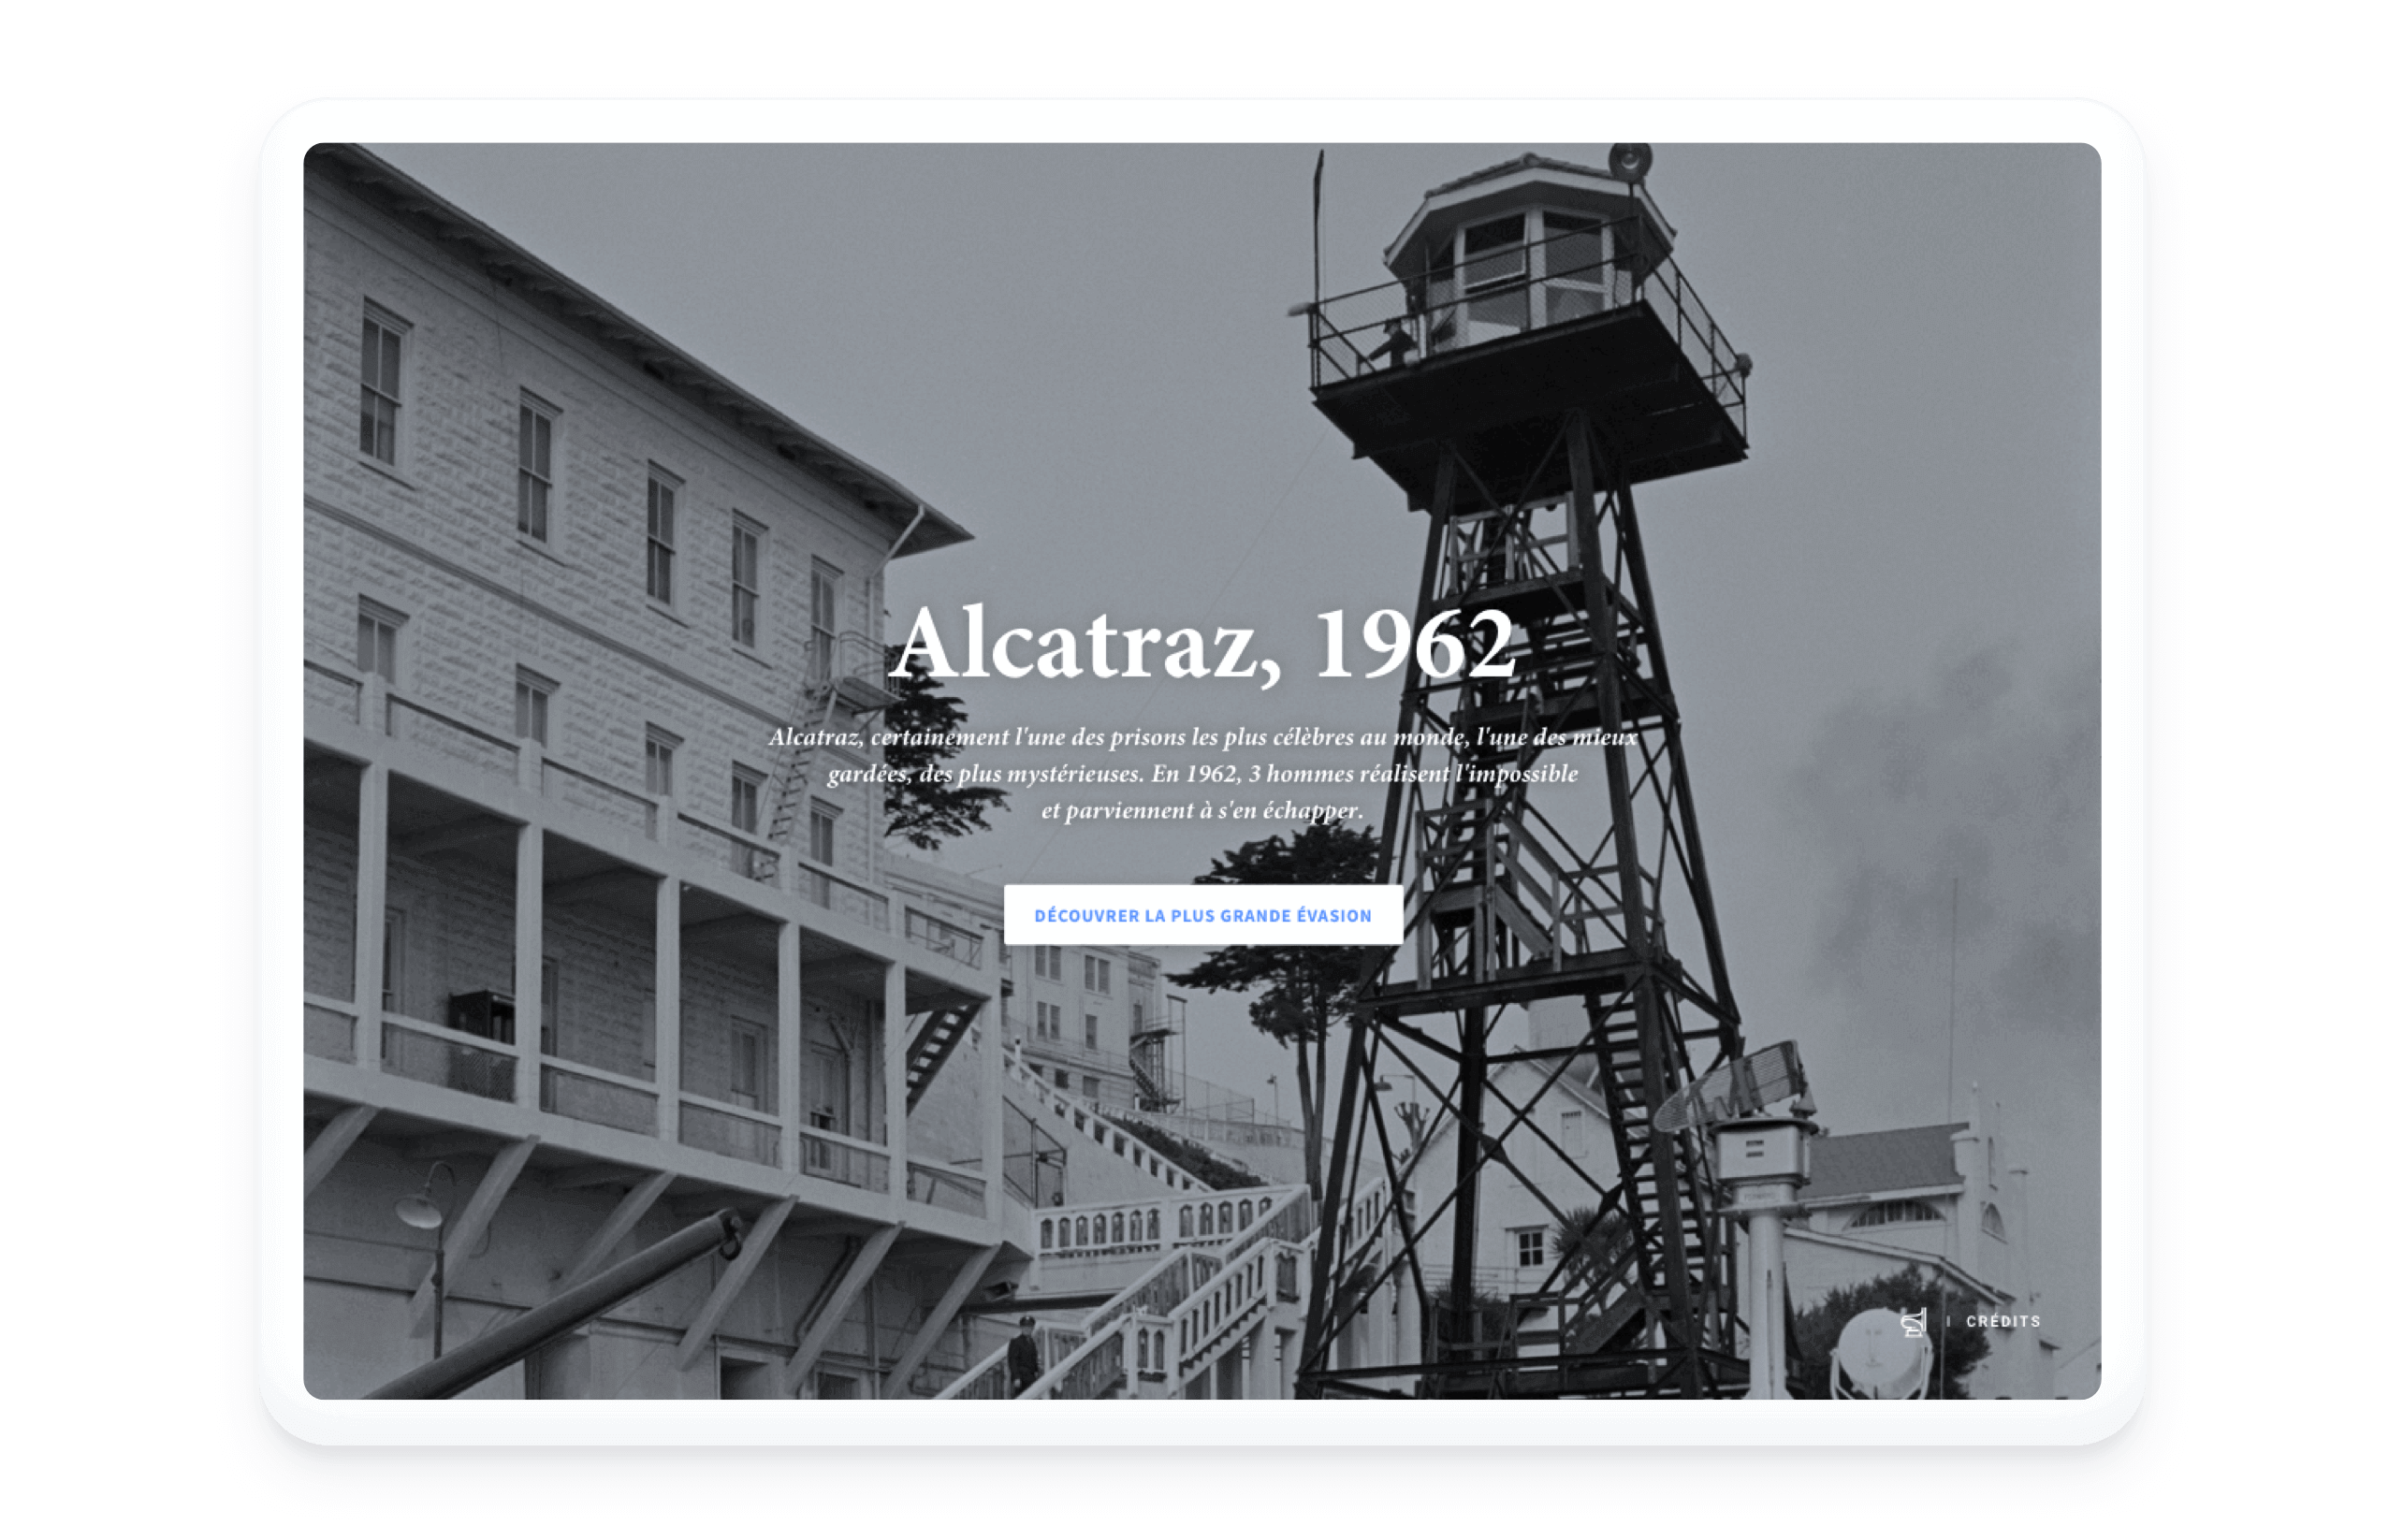 Alcatraz, 1962
Alcatraz, certainement l'une des prisons les plus célèbres au monde, l'une des mieux
gardées, des plus mystérieuses. En 1962, 3 hommes réalisent l'impossible
et parviennent à s'en échapper.
DÉCOUVRER LA PLUS GRANDE ÉVASION
| CRÉDITS